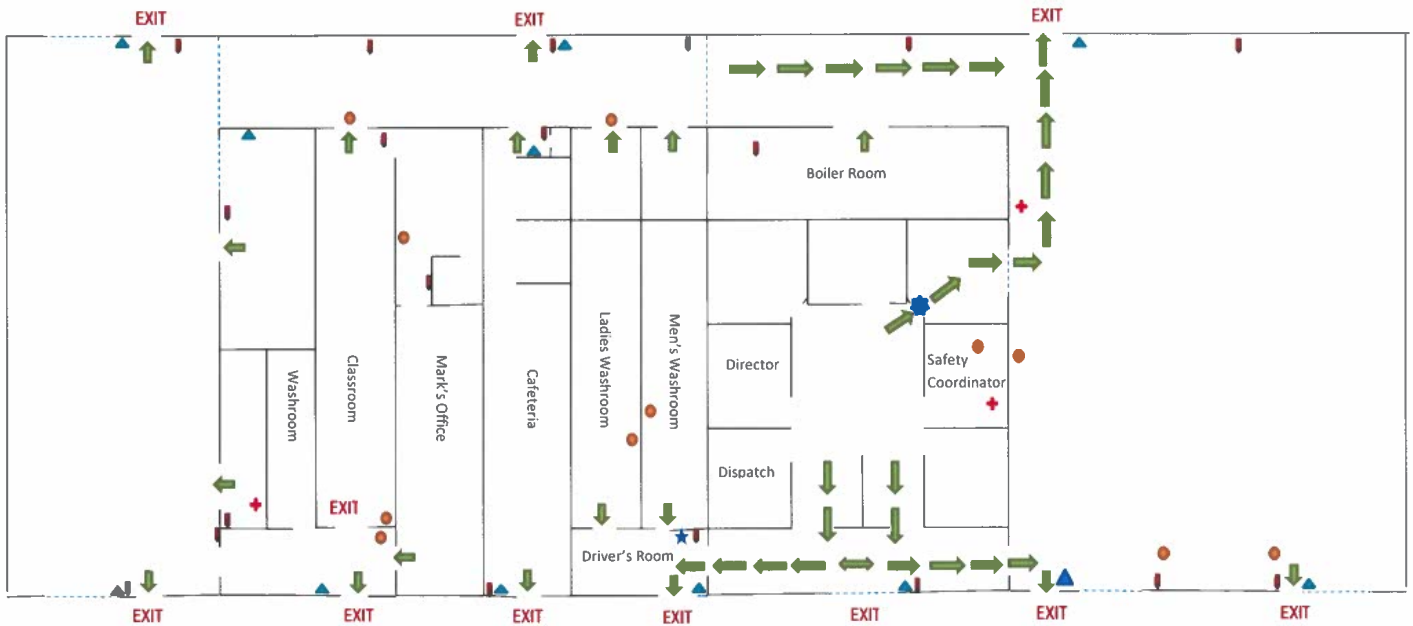 EXIT
EXIT
EXIT
Boiler Room
Washroom
Classroom
Mark's Office
Cafeteria
Ladies Washroom
Men's Washroom
Director
Safety
Coordinator
Dispatch
EXIT
Driver's Room
EXIT
EXIT
EXIT
EXIT
EXIT
EXIT
EXIT